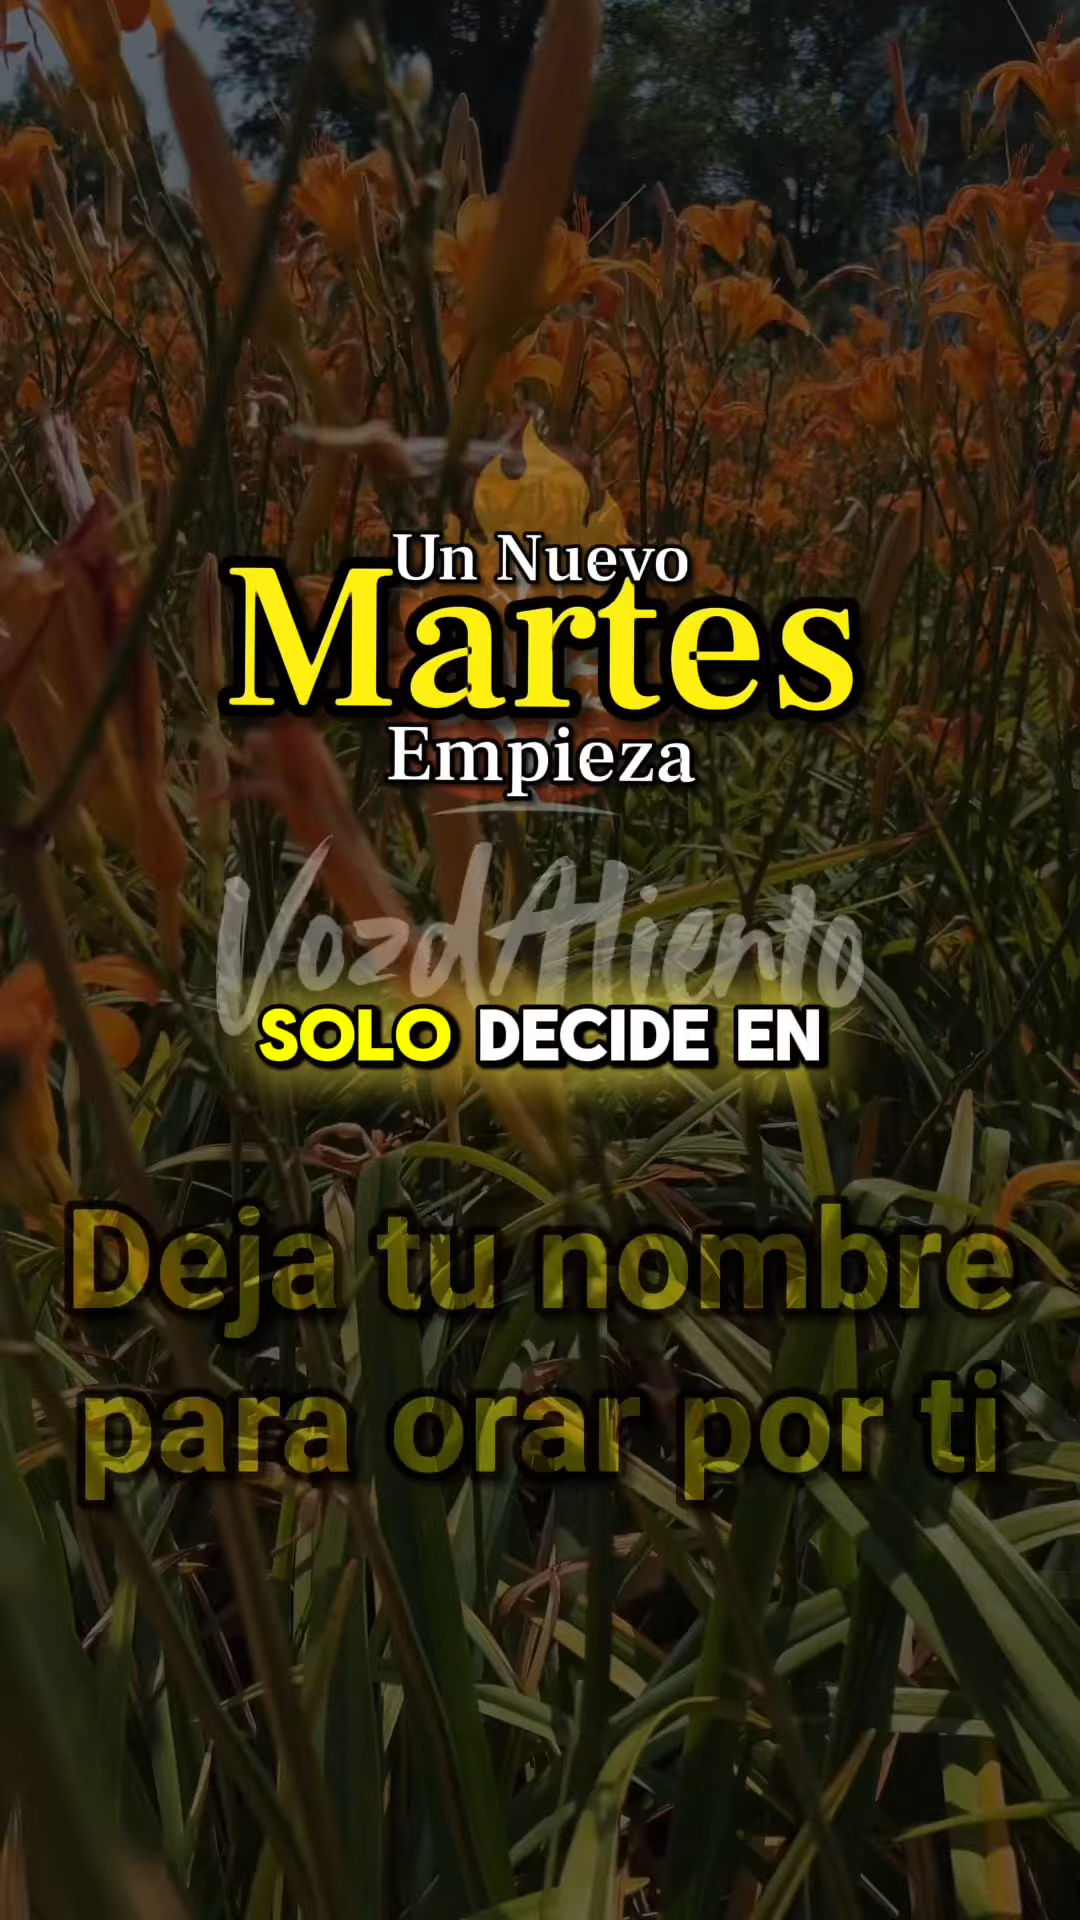 Un Nuevo
Martes
Empieza
VozdAliento
SOLO DECIDE EN
Deja tu nombre
para orar por ti